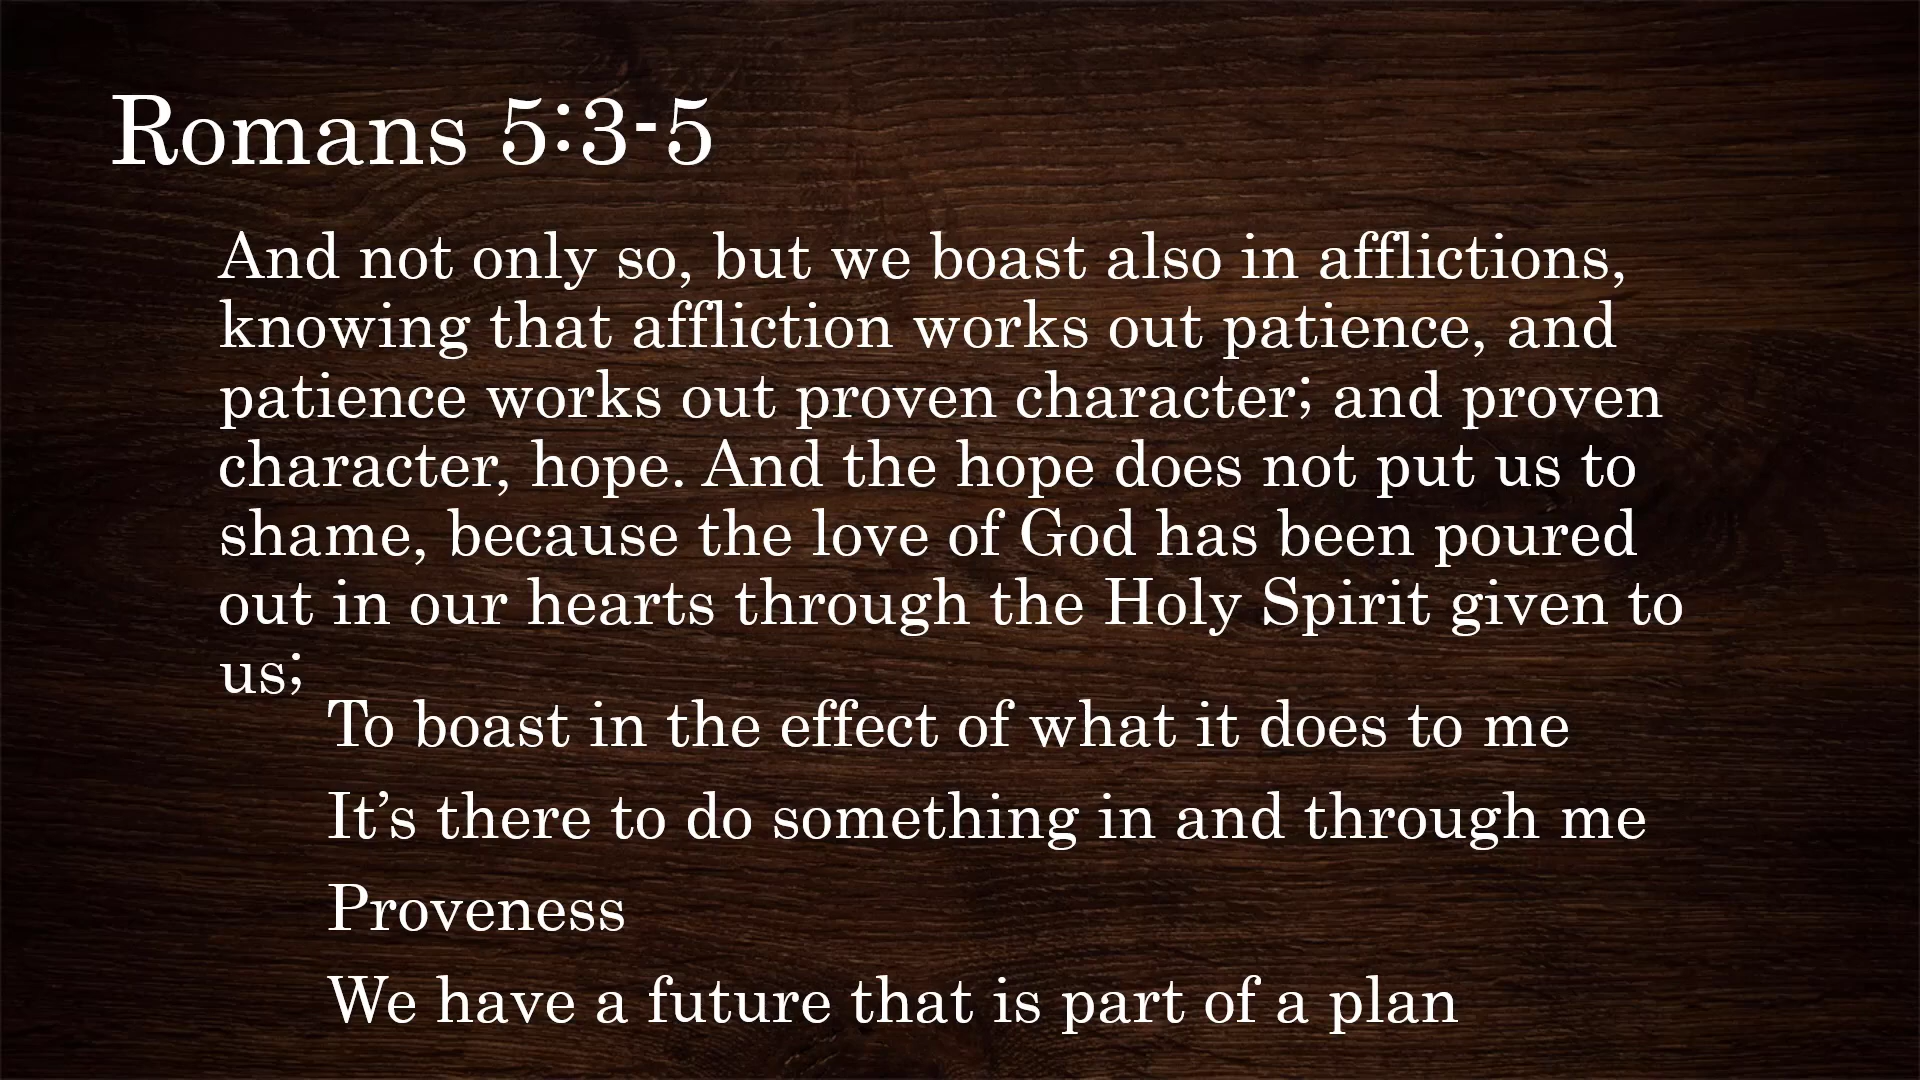 Romans 5:3-5
And not only so, but we boast also in afflictions,
knowing that affliction works out patience, and
patience works out proven character; and proven
character, hope. And the hope does not put us to
shame, because the love of God has been poured
out in our hearts through the Holy Spirit given to
us;
To boast in the effect of what it does to me
It’s there to do something in and through me
Proveness
We have a future that is part of a plan